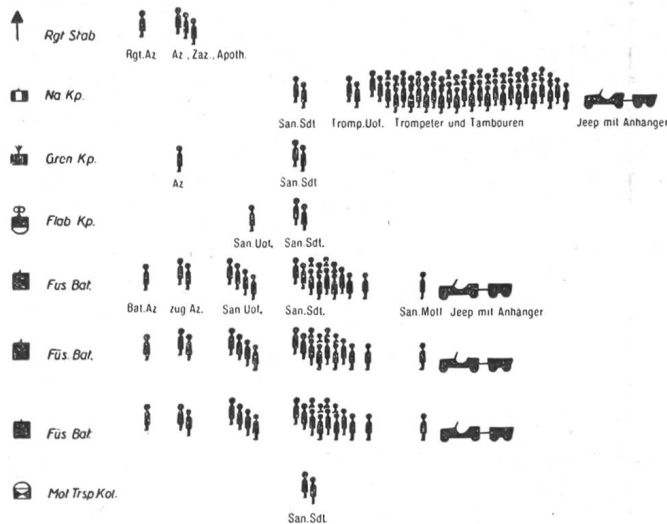 Rgt Stab
Rgt.Az Az., Zaz., Apoth.
Na Kp.
San.Sdt Tromp.Uof. Trompeter und Tambouren Jeep mit Anhänger
Gren Kp.
Az San.Sdt
Flab Kp.
San.Uof. San.Sdt.
Füs Bat.
Bat.Az zug Az. San Uof. San.Sdt. San.Motf Jeep mit Anhänger
Füs. Bat.
Füs Bat
Mot Trsp.Kol.
San.Sdt.